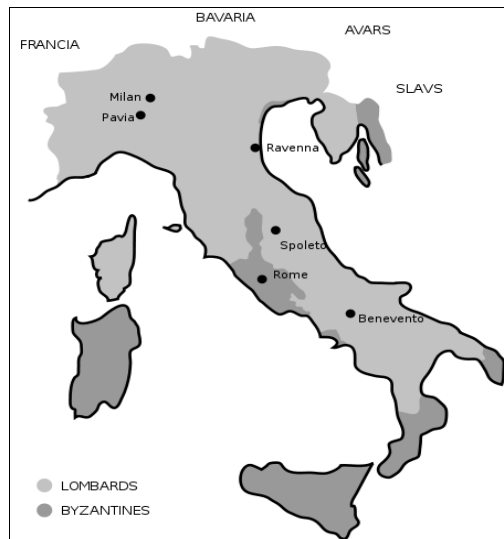 BAVARIA
FRANCIA
AVARS
SLAVS
Milan
Pavia
Ravenna
Spoleto
Rome
Benevento
LOMBARDS
BYZANTINES